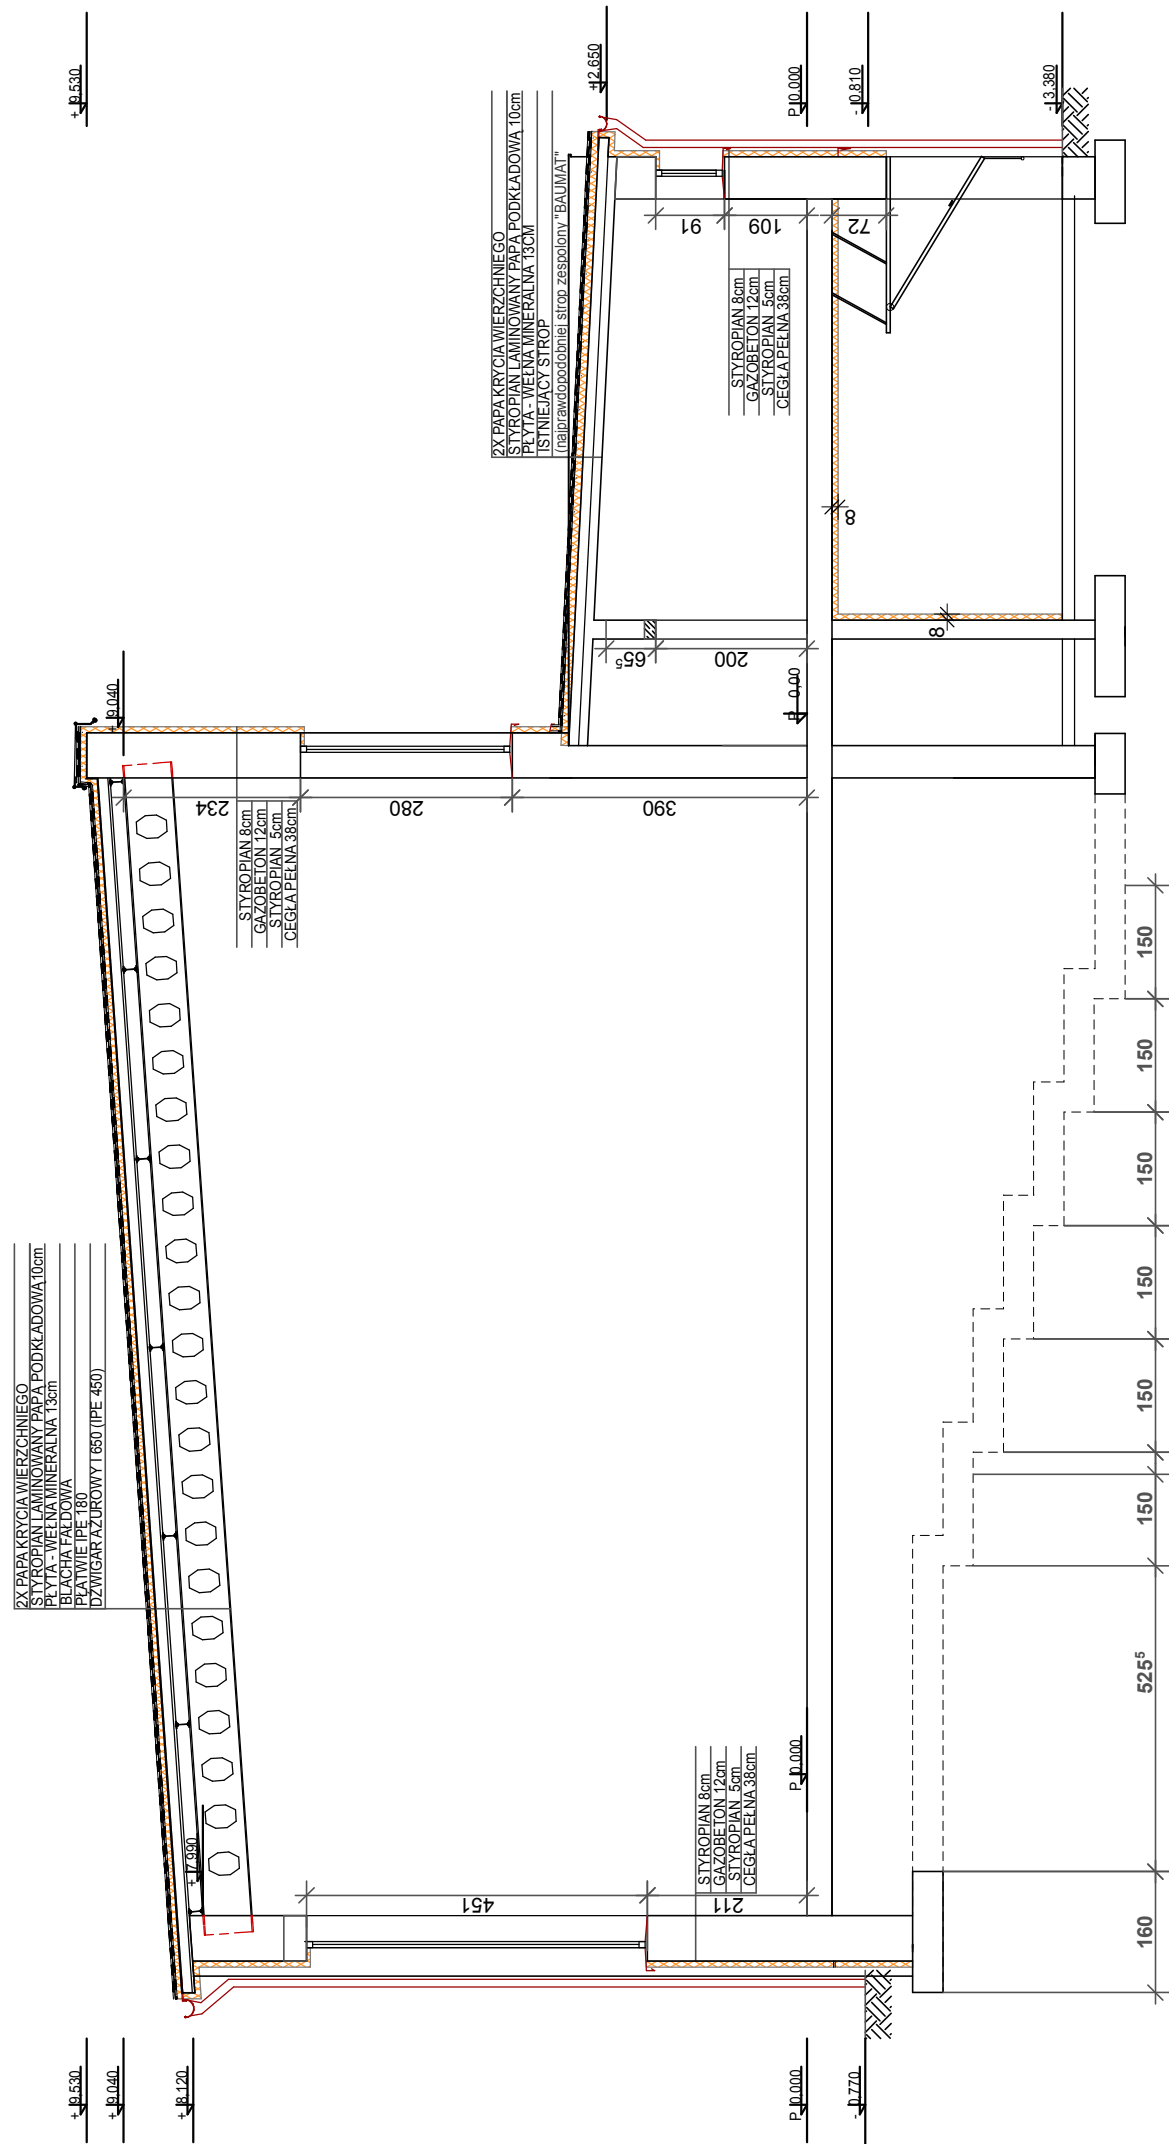 + 9.530
+ 9.040
+ 8.120
P 0.000
- 0.770
2X PAPA KRYCIA WIERZCHNIEGO
STYROPIAN LAMINOWANY PAPĄ PODKŁADOWĄ 10cm
PŁYTA - WEŁNA MINERALNA 13cm
BLACHA FAŁDOWA
PŁATWIE IPE 180
DŹWIGAR AŻUROWY I 650 (IPE 450)
+ 7.990
451
211
STYROPIAN 8cm
GAZOBETON 12cm
STYROPIAN 5cm
CEGŁA PEŁNA 38cm
P 0.000
160
525⁵
150
150
150
150
150
150
+ 9.040
234
280
390
STYROPIAN 8cm
GAZOBETON 12cm
STYROPIAN 5cm
CEGŁA PEŁNA 38cm
P 0,00
65⁵
200
8
8
2X PAPA KRYCIA WIERZCHNIEGO
STYROPIAN LAMINOWANY PAPĄ PODKŁADOWĄ 10cm
PŁYTA - WEŁNA MINERALNA 13CM
ISTNIEJĄCY STROP
(najprawdopodobniej strop zespolony "BAUMAT"
91
109
72
STYROPIAN 8cm
GAZOBETON 12cm
STYROPIAN 5cm
CEGŁA PEŁNA 38cm
+ 9.530
+2.650
P 0.000
- 0.810
- 3.380